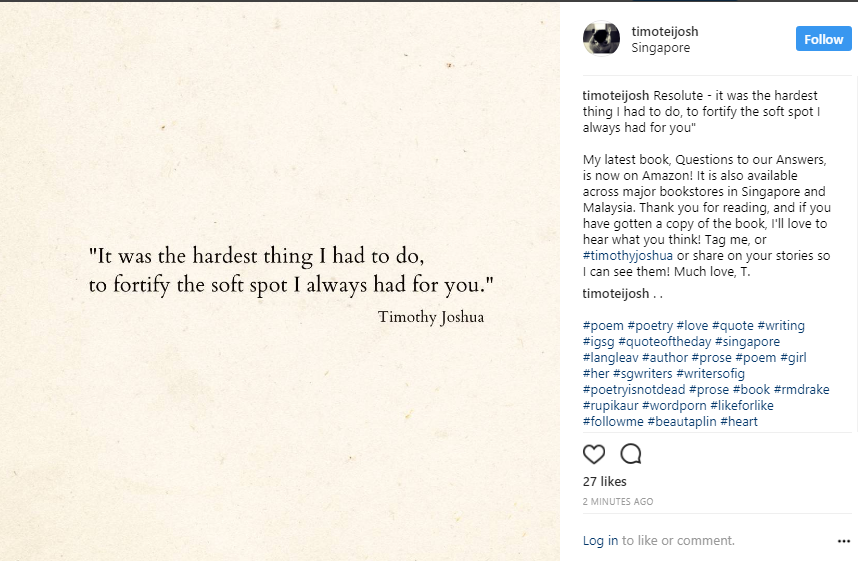 "It was the hardest thing I had to do,
to fortify the soft spot I always had for you."
Timothy Joshua
timoteijosh
Singapore
Follow
timoteijosh Resolute - it was the hardest
thing I had to do, to fortify the soft spot I
always had for you"
My latest book, Questions to our Answers,
is now on Amazon! It is also available
across major bookstores in Singapore and
Malaysia. Thank you for reading, and if you
have gotten a copy of the book, I'll love to
hear what you think! Tag me, or
#timothyjoshua or share on your stories so
I can see them! Much love, T.
timoteijosh . .
#poem #poetry #love #quote #writing
#igsg #quoteoftheday #singapore
#langleav #author #prose #poem #girl
#her #sgwriters #writersofig
#poetryisnotdead #prose #book #rmdrake
#rupikaur #wordporn #likeforlike
#followme #beautaplin #heart
27 likes
2 MINUTES AGO
Log in to like or comment.